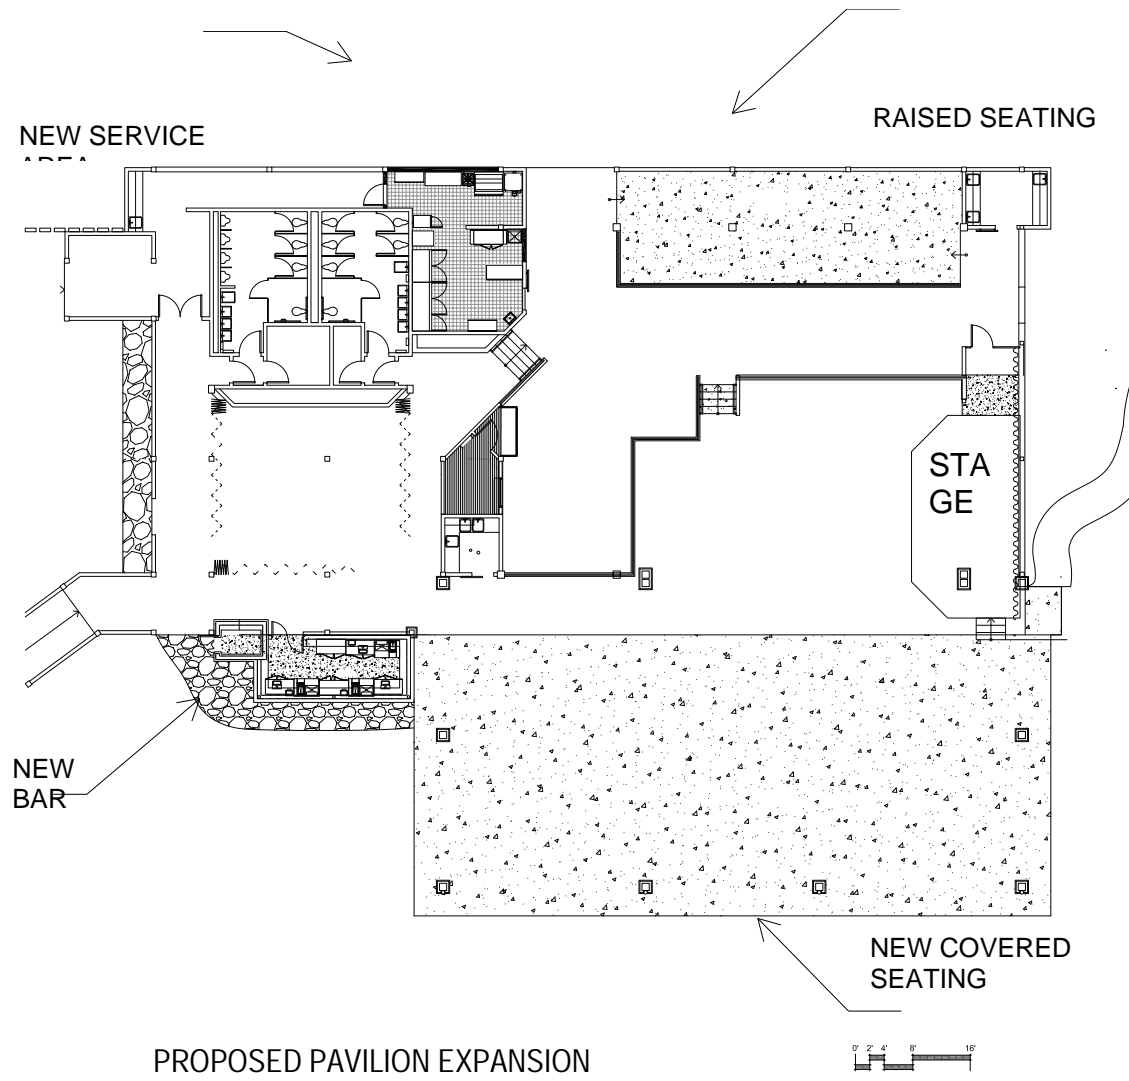 NEW SERVICE
RAISED SEATING
STA
GE
NEW
BAR
NEW COVERED
SEATING
PROPOSED PAVILION EXPANSION
0' 2' 4' 8' 16'